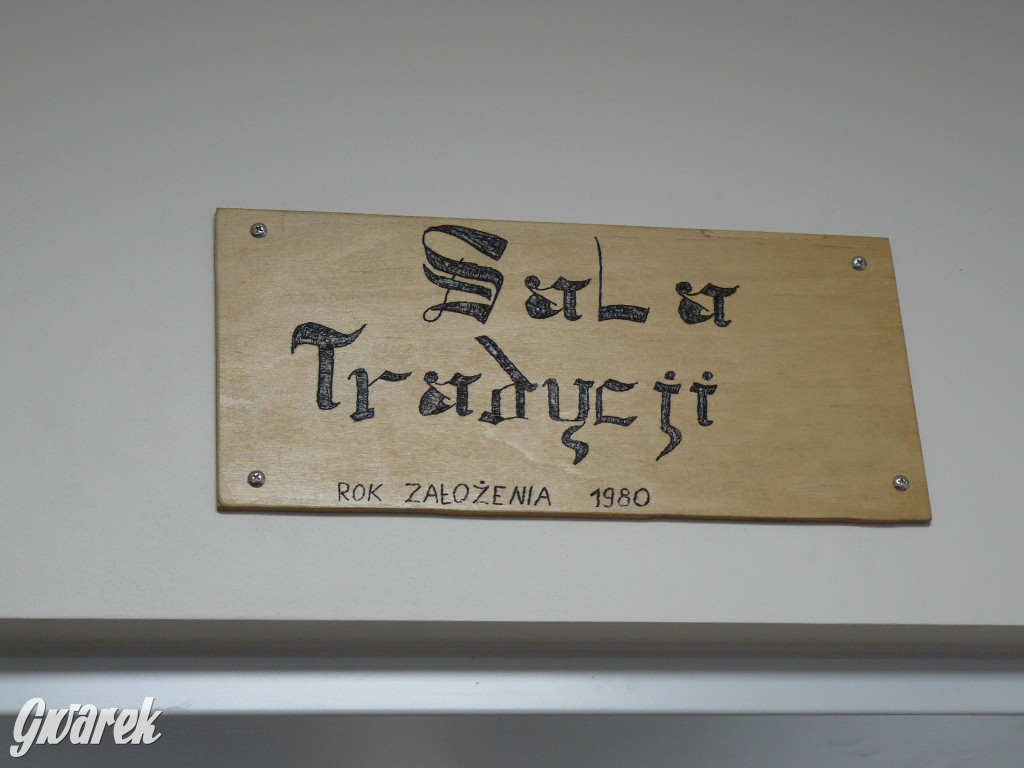 Sala
Tradycji
ROK ZAŁOŻENIA 1980
Gwarek